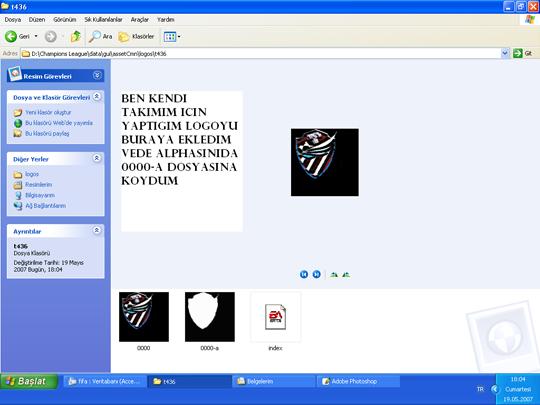 t436
Dosya Düzen Görünüm Sık Kullanılanlar Araçlar Yardım
Geri Ara Klasörler
Adres D:\Champions League\data\gui\assetCmn\logos\t436 Git
Resim Görevleri
Dosya ve Klasör Görevleri
Yeni klasör oluştur
Bu klasörü Web'de yayımla
Bu klasörü paylaş
Diğer Yerler
logos
Resimlerim
Bilgisayarım
Ağ Bağlantılarım
Ayrıntılar
t436
Dosya Klasörü
Değiştirilme Tarihi: 19 Mayıs
2007 Bugün, 18:04
BEN KENDI
TAKIMIM ICIN
YAPTIGIM LOGOYU
BURAYA EKLEDIM
VEDE ALPHASINIDA
0000-A DOSYASINA
KOYDUM
0000 0000-a index
Başlat fifa : Veritabanı (Acce... t436 Belgelerim Adobe Photoshop TR 18:04
Cumartesi
19.05.2007